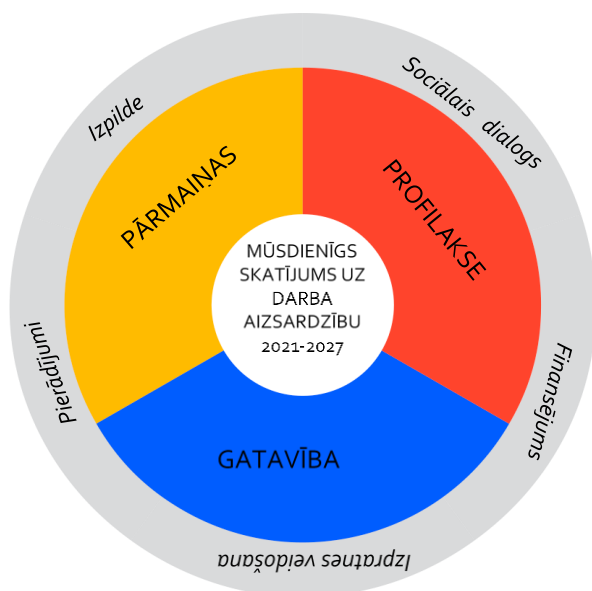 Izpilde
Sociālais dialogs
PĀRMAIŅAS
PROFILAKSE
MŪSDIENĪGS
SKATĪJUMS UZ
DARBA
AIZSARDZĪBU
2021-2027
Pierādījumi
Finansējums
GATAVĪBA
Izpratnes veidošana